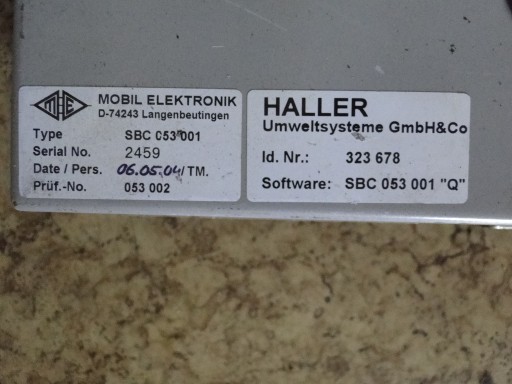 MHE MOBIL ELEKTRONIK
D-74243 Langenbeutingen
Type SBC 053 001
Serial No. 2459
Date / Pers. 06.05.04/TM.
Prüf.-No. 053 002
HALLER
Umweltsysteme GmbH&Co
Id. Nr.: 323 678
Software: SBC 053 001 "Q"